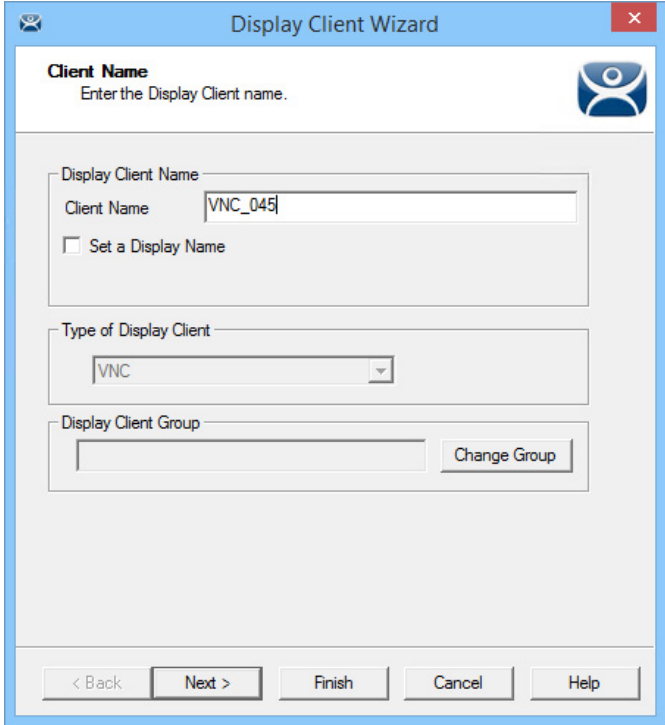 Display Client Wizard
Client Name
Enter the Display Client name.
Display Client Name
Client Name VNC_045
Set a Display Name
Type of Display Client
VNC
Display Client Group
Change Group
< Back Next > Finish Cancel Help